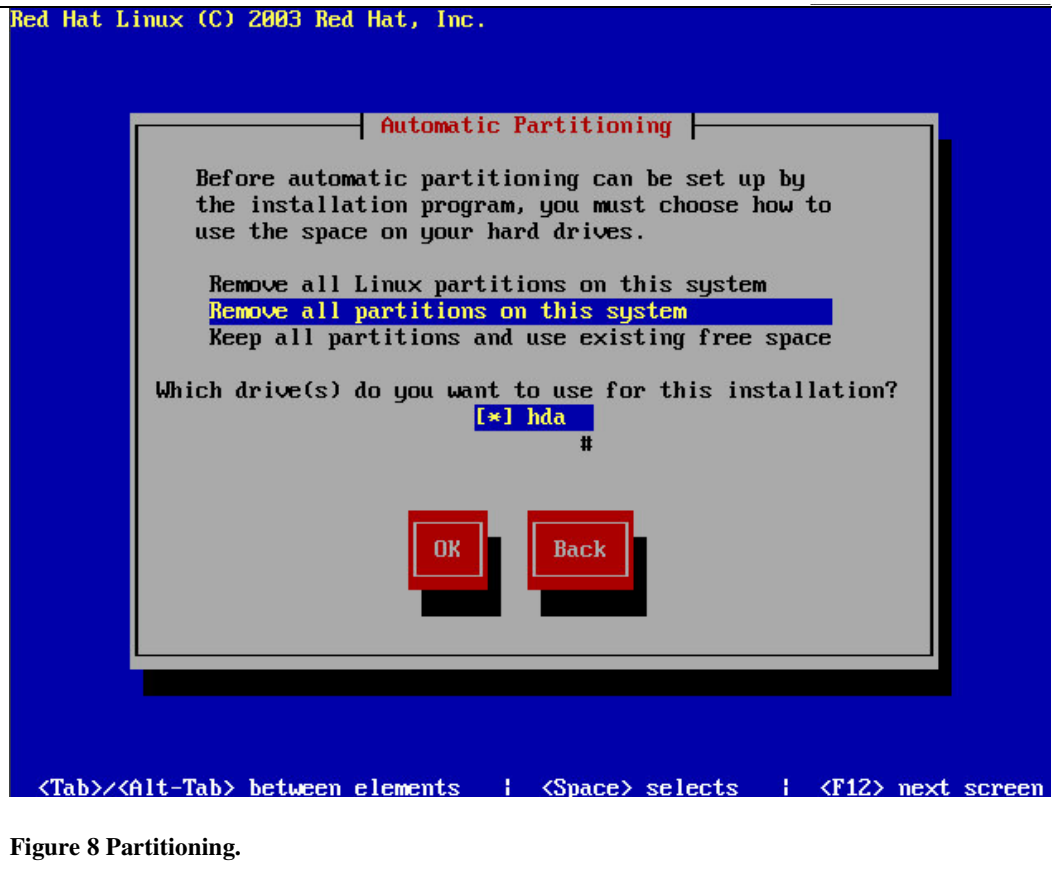 Red Hat Linux (C) 2003 Red Hat, Inc.
Automatic Partitioning
Before automatic partitioning can be set up by
the installation program, you must choose how to
use the space on your hard drives.
Remove all Linux partitions on this system
Remove all partitions on this system
Keep all partitions and use existing free space
Which drive(s) do you want to use for this installation?
[*] hda
#
OK Back
<Tab>/<Alt-Tab> between elements | <Space> selects | <F12> next screen
Figure 8 Partitioning.